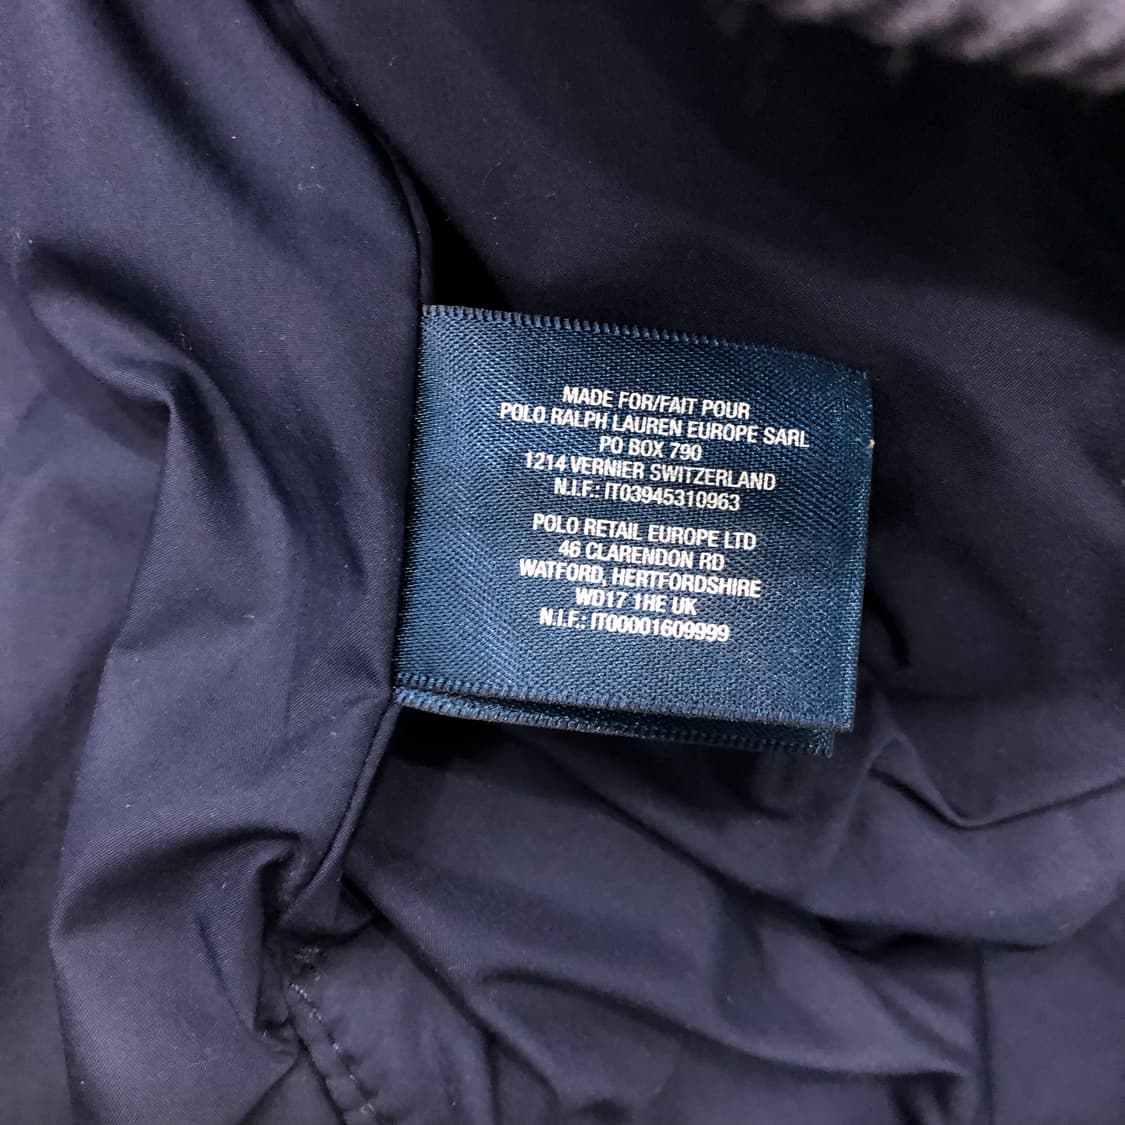 MADE FOR/FAIT POUR
POLO RALPH LAUREN EUROPE SARL
PO BOX 790
1214 VERNIER SWITZERLAND
N.I.F.: IT03945310963
POLO RETAIL EUROPE LTD
46 CLARENDON RD
WATFORD, HERTFORDSHIRE
WD17 1HE UK
N.I.F.: IT00001609999